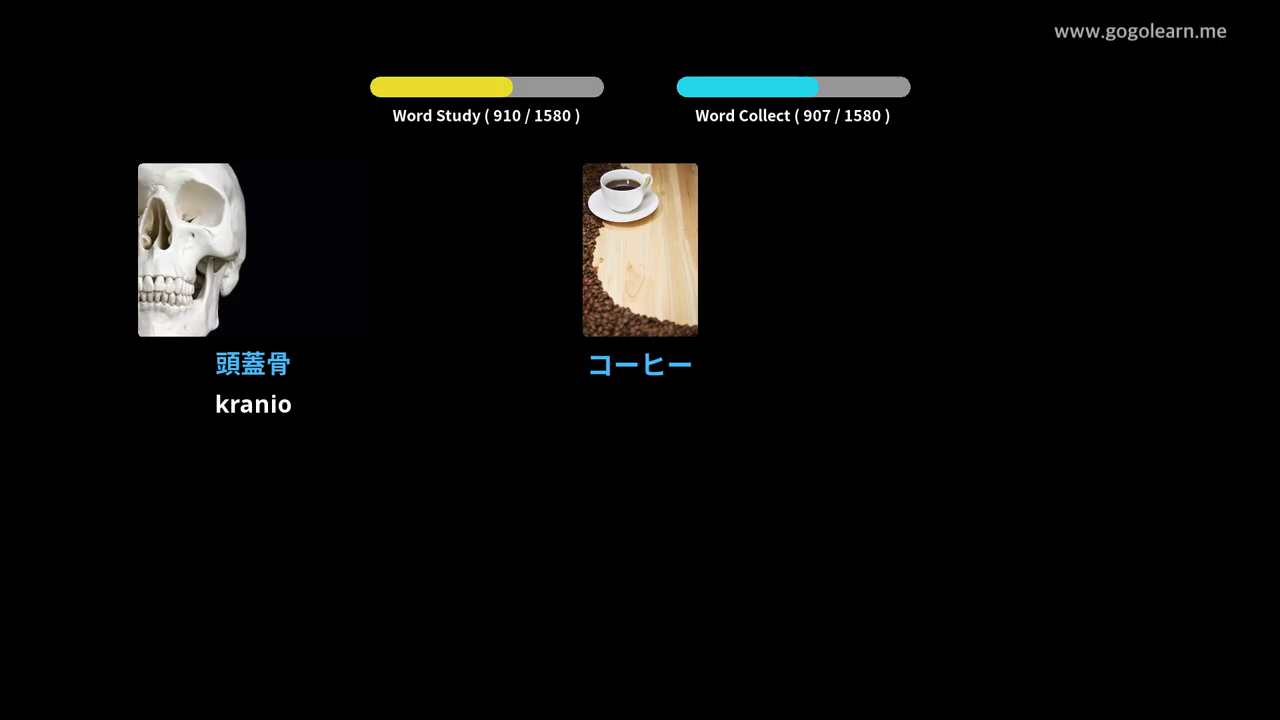 www.gogolearn.me
Word Study ( 910 / 1580 )
Word Collect ( 907 / 1580 )
頭蓋骨
kranio
コーヒー